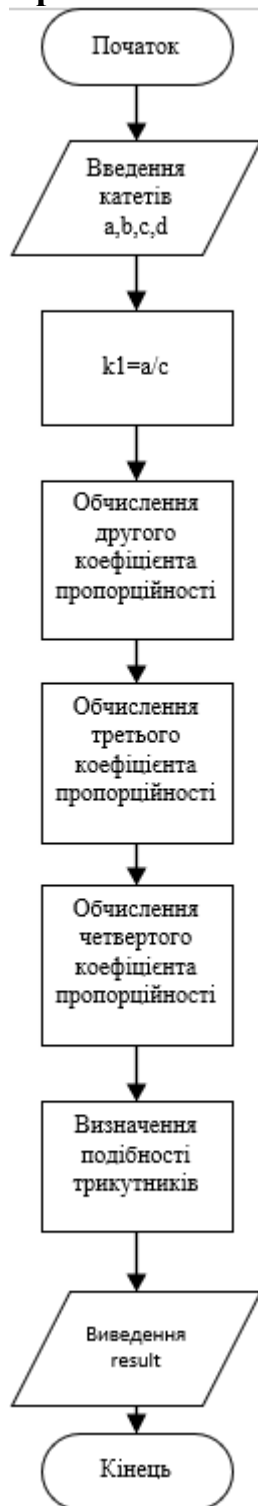 Початок
Введення
катетів
a,b,c,d
k1=a/c
Обчислення
другого
коефіцієнта
пропорційності
Обчислення
третього
коефіцієнта
пропорційності
Обчислення
четвертого
коефіцієнта
пропорційності
Визначення
подібності
трикутників
Виведення
result
Кінець